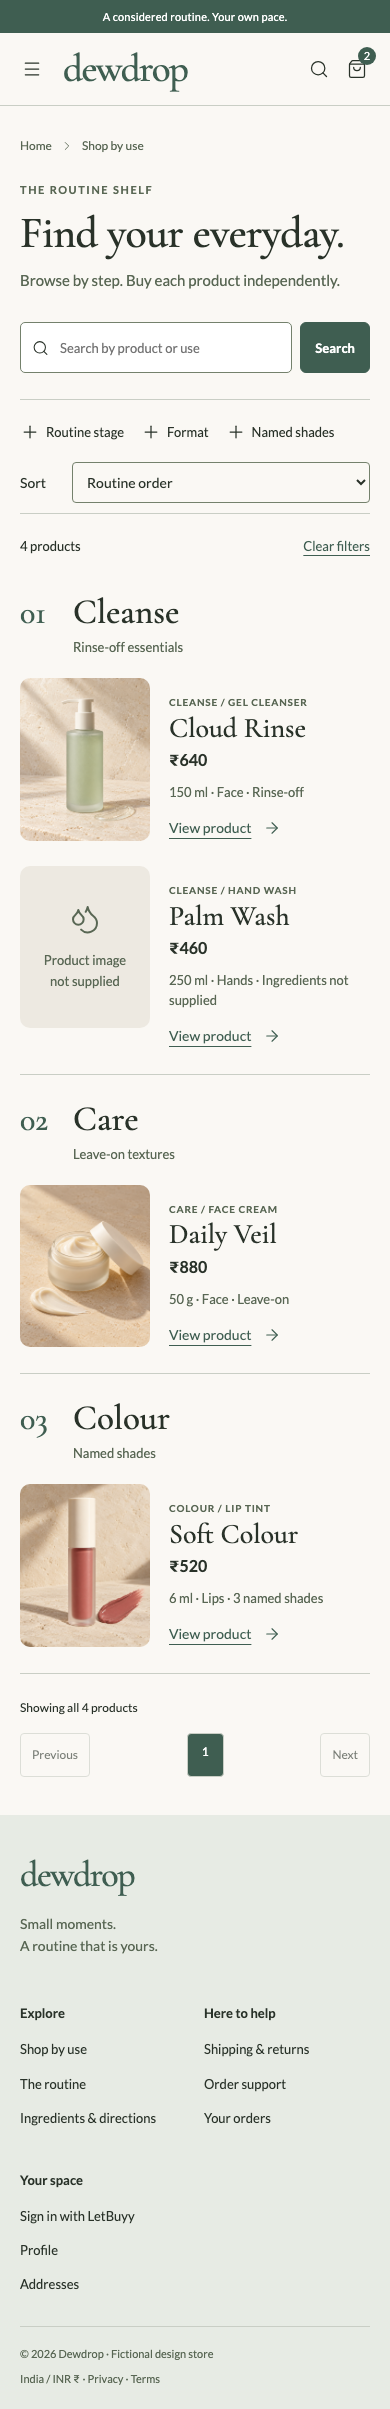 A considered routine. Your own pace.
dewdrop
2
Home > Shop by use
THE ROUTINE SHELF
Find your everyday.
Browse by step. Buy each product independently.
Search by product or use
Search
Routine stage
Format
Named shades
Sort
Routine order
4 products
Clear filters
01 Cleanse
Rinse-off essentials
CLEANSE / GEL CLEANSER
Cloud Rinse
₹640
150 ml · Face · Rinse-off
View product
Product image
not supplied
CLEANSE / HAND WASH
Palm Wash
₹460
250 ml · Hands · Ingredients not
supplied
View product
02 Care
Leave-on textures
CARE / FACE CREAM
Daily Veil
₹880
50 g · Face · Leave-on
View product
03 Colour
Named shades
COLOUR / LIP TINT
Soft Colour
₹520
6 ml · Lips · 3 named shades
View product
Showing all 4 products
Previous
1
Next
dewdrop
Small moments.
A routine that is yours.
Explore
Shop by use
The routine
Ingredients & directions
Here to help
Shipping & returns
Order support
Your orders
Your space
Sign in with LetBuyy
Profile
Addresses
© 2026 Dewdrop · Fictional design store
India / INR ₹ · Privacy · Terms